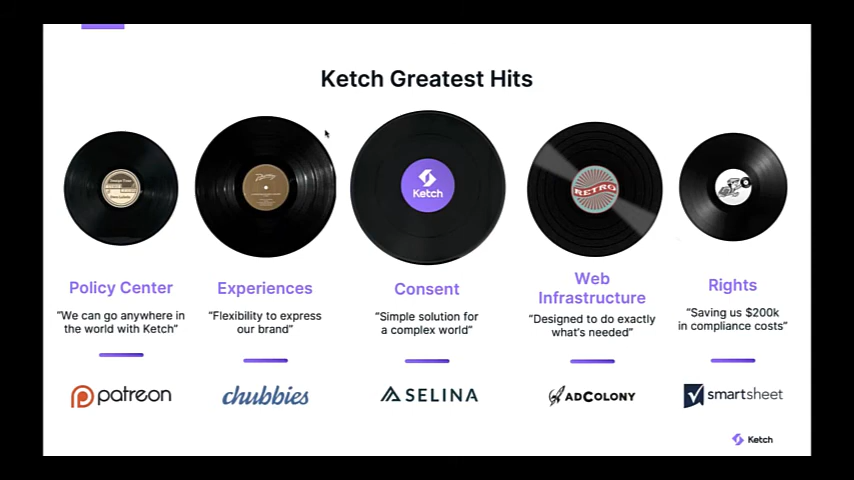 Ketch Greatest Hits
Ketch
RETRO
Policy Center
"We can go anywhere in
the world with Ketch"
patreon
Experiences
"Flexibility to express
our brand"
chubbies
Consent
"Simple solution for
a complex world"
SELINA
Web
Infrastructure
"Designed to do exactly
what's needed"
ADCOLONY
Rights
"Saving us $200k
in compliance costs"
smartsheet
Ketch